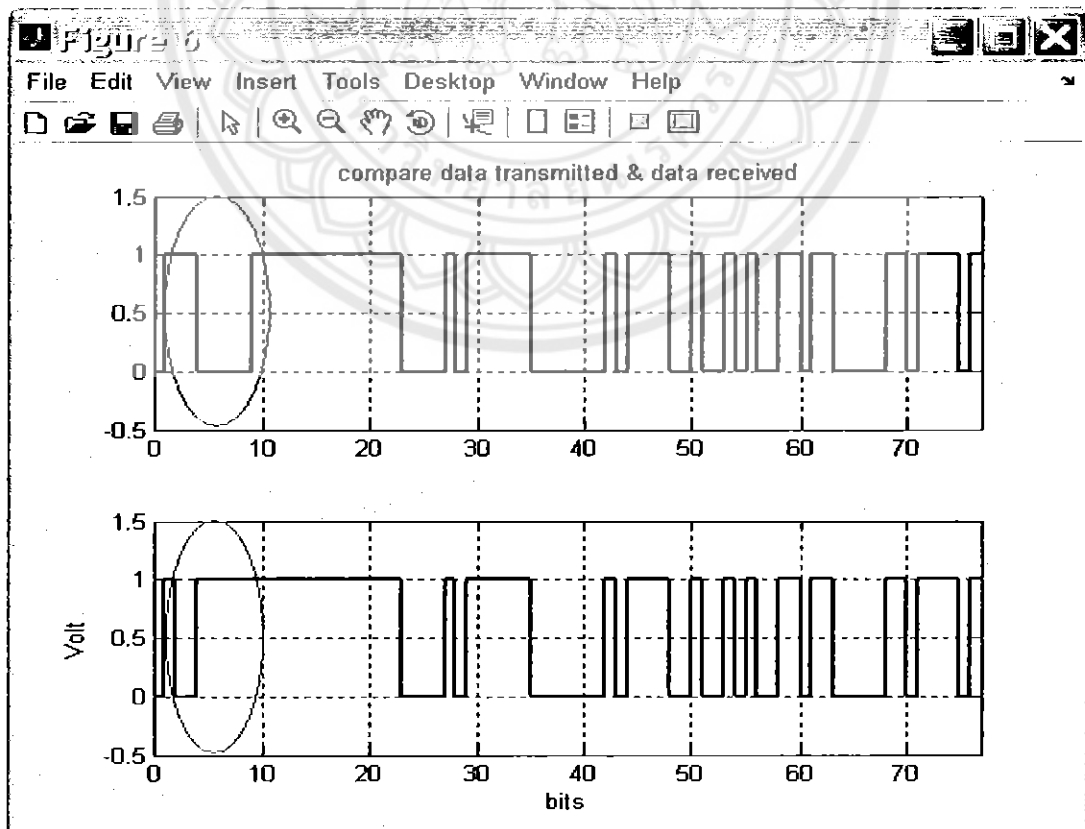 Figure 6
File Edit View Insert Tools Desktop Window Help
compare data transmitted & data received
1.5
1
0.5
0
-0.5
0 10 20 30 40 50 60 70
1.5
1
0.5
0
-0.5
Volt
0 10 20 30 40 50 60 70
bits